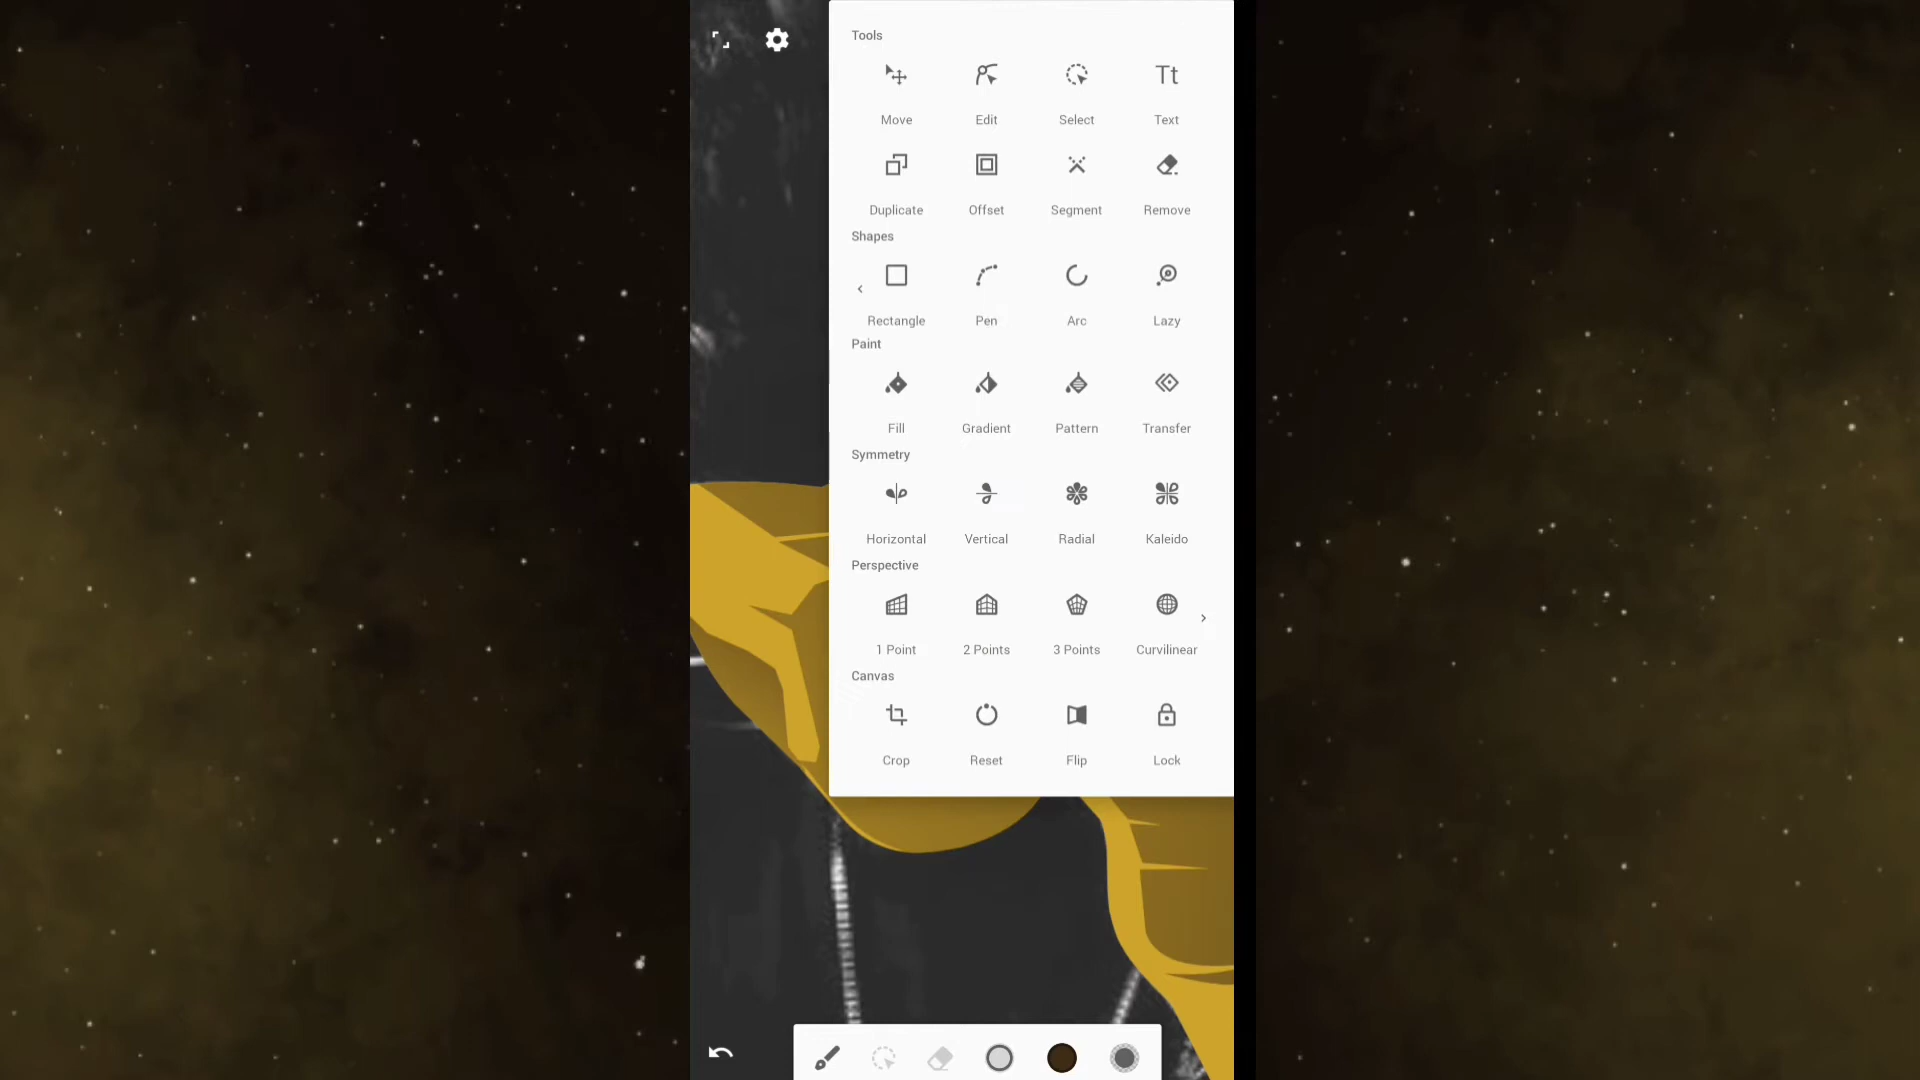 Tools
Move Edit Select Text
Duplicate Offset Segment Remove
Shapes
Rectangle Pen Arc Lazy
Paint
Fill Gradient Pattern Transfer
Symmetry
Horizontal Vertical Radial Kaleido
Perspective
1 Point 2 Points 3 Points Curvilinear
Canvas
Crop Reset Flip Lock